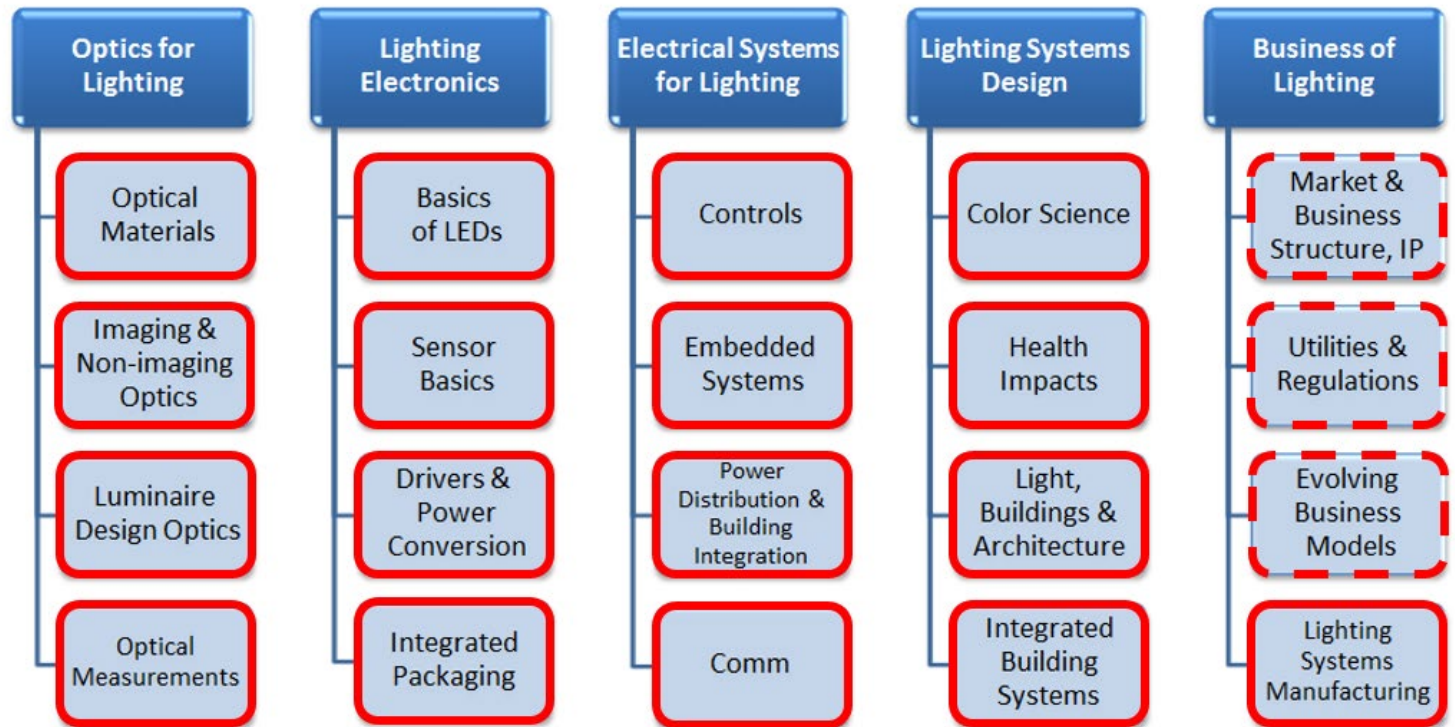 Optics for
Lighting
Optical
Materials
Imaging &
Non-imaging
Optics
Luminaire
Design Optics
Optical
Measurements
Lighting
Electronics
Basics
of LEDs
Sensor
Basics
Drivers &
Power
Conversion
Integrated
Packaging
Electrical Systems
for Lighting
Controls
Embedded
Systems
Power
Distribution &
Building
Integration
Comm
Lighting Systems
Design
Color Science
Health
Impacts
Light,
Buildings &
Architecture
Integrated
Building
Systems
Business of
Lighting
Market &
Business
Structure, IP
Utilities &
Regulations
Evolving
Business
Models
Lighting
Systems
Manufacturing